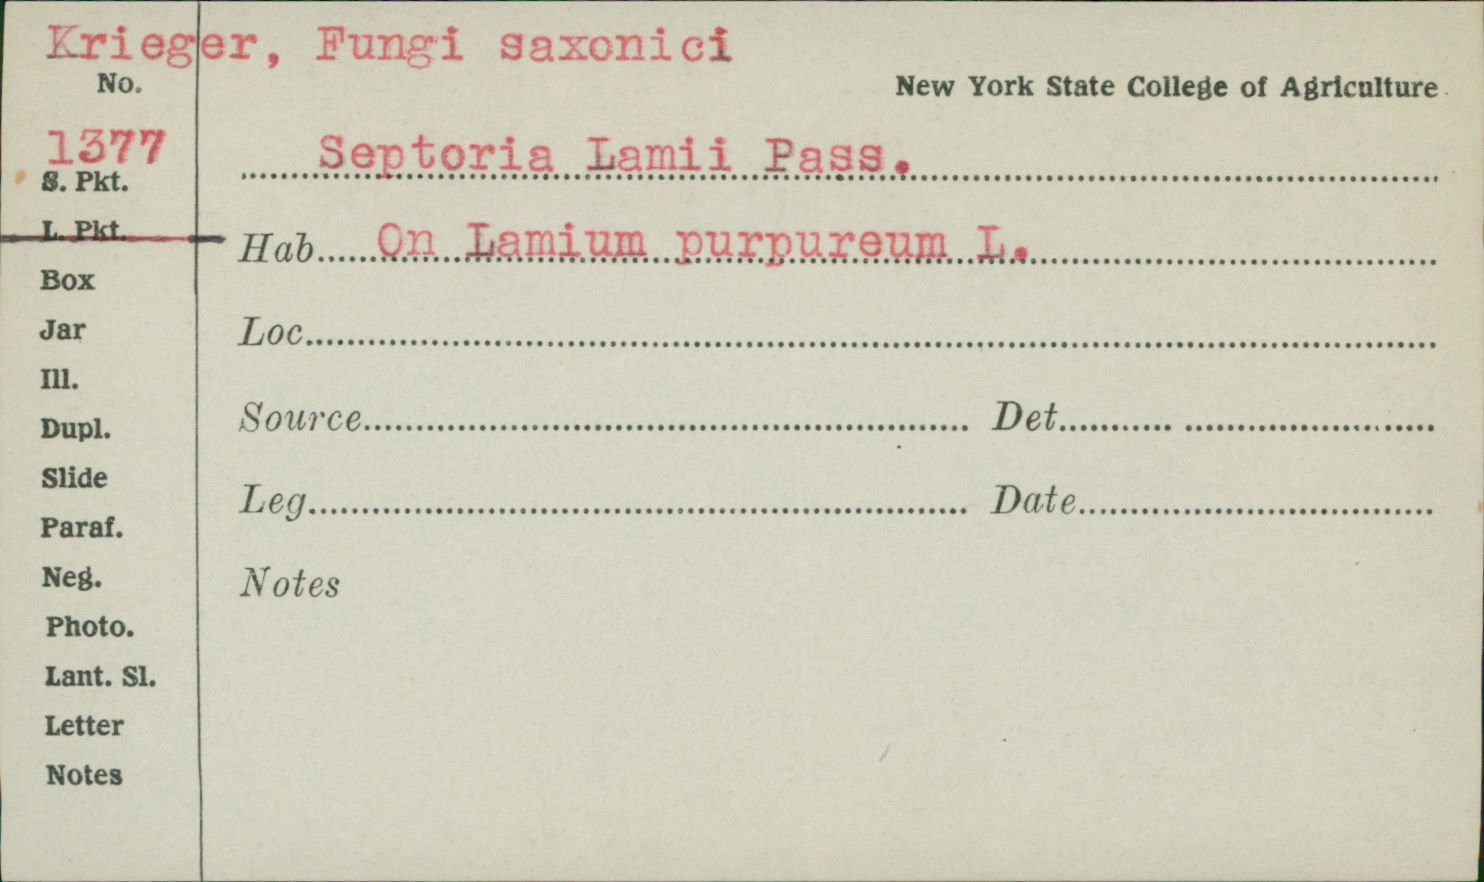 Krieger, Fungi saxonici
No.
New York State College of Agriculture
1377
Septoria Lamii Pass.
S. Pkt.
L. Pkt.
Hab.....On Lamium purpureum L.
Box
Jar
Loc.
Ill.
Dupl.
Source. Det.
Slide
Leg. Date.
Paraf.
Neg.
Notes
Photo.
Lant. Sl.
Letter
Notes